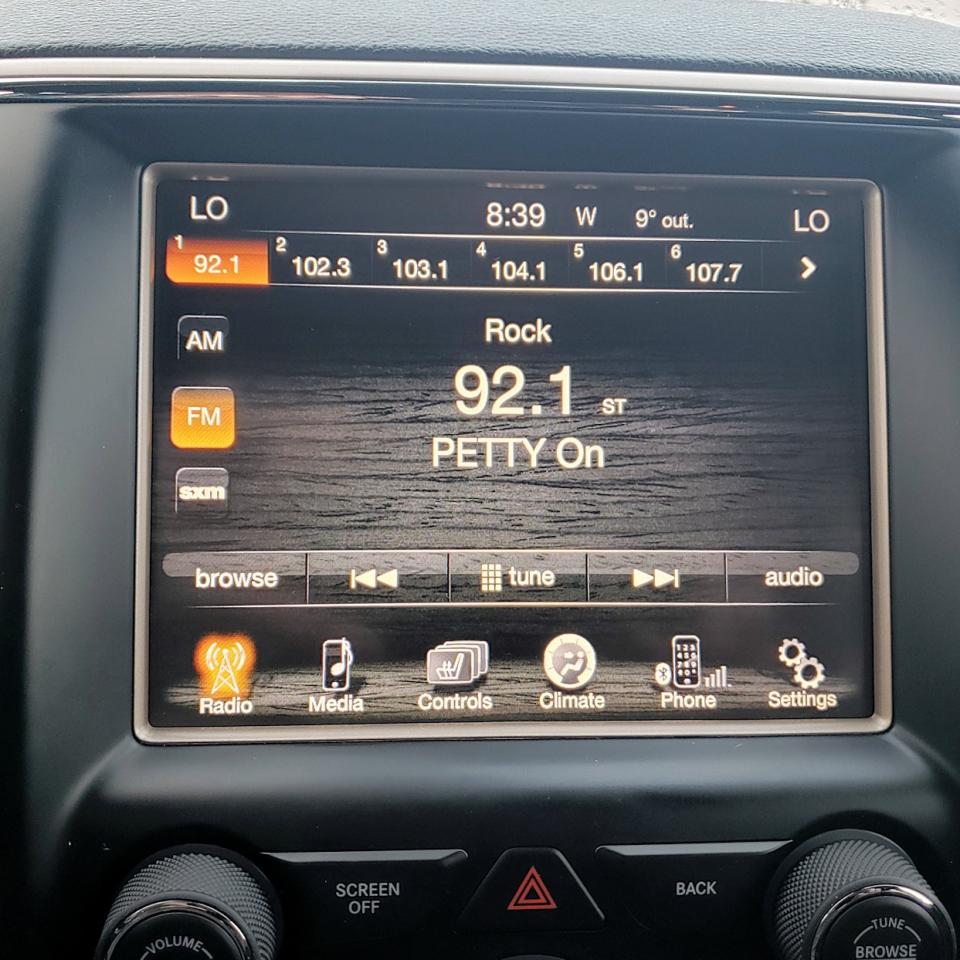 LO 8:39 W 9° out. LO
1 92.1 2 102.3 3 103.1 4 104.1 5 106.1 6 107.7
AM
Rock
FM
92.1 ST
PETTY On
sxm
browse tune audio
Radio Media Controls Climate Phone Settings
SCREEN
OFF
BACK
VOLUME
TUNE
BROWSE